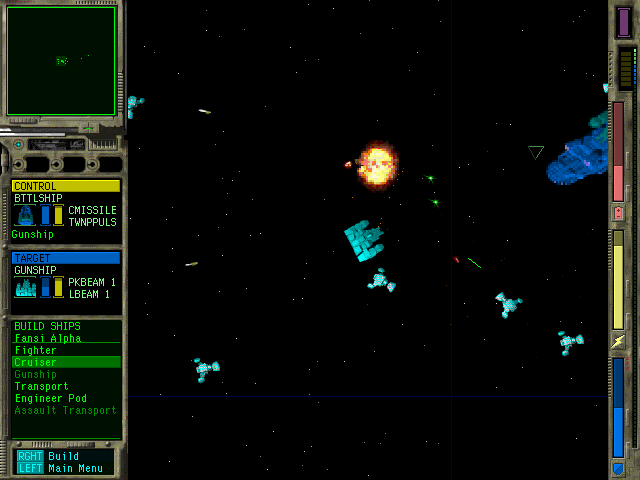 CONTROL
BTTLSHIP
CMISSILE
TWNPPULS
Gunship
TARGET
GUNSHIP
PKBEAM 1
LBEAM 1
BUILD SHIPS
Fansi Alpha
Fighter
Cruiser
Gunship
Transport
Engineer Pod
Assault Transport
RGHT Build
LEFT Main Menu